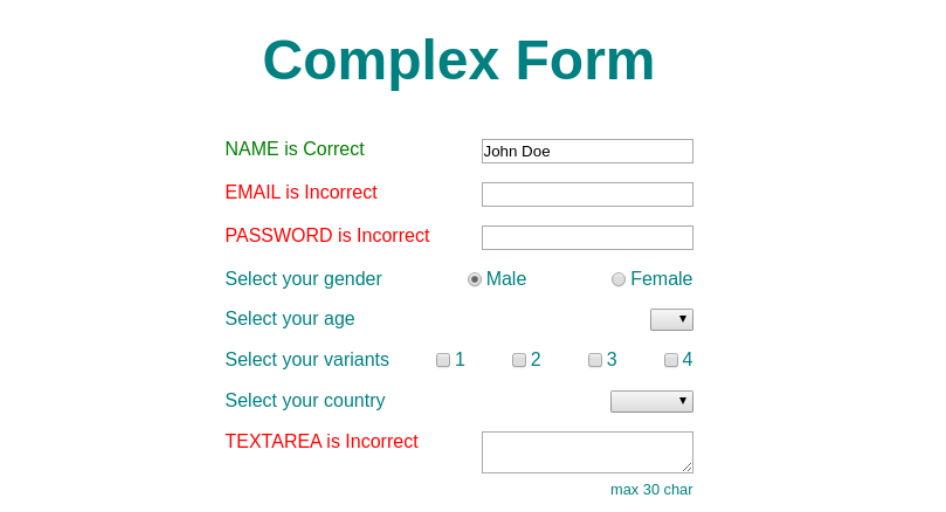 Complex Form
NAME is Correct John Doe
EMAIL is Incorrect
PASSWORD is Incorrect
Select your gender Male Female
Select your age
Select your variants 1 2 3 4
Select your country
TEXTAREA is Incorrect
max 30 char